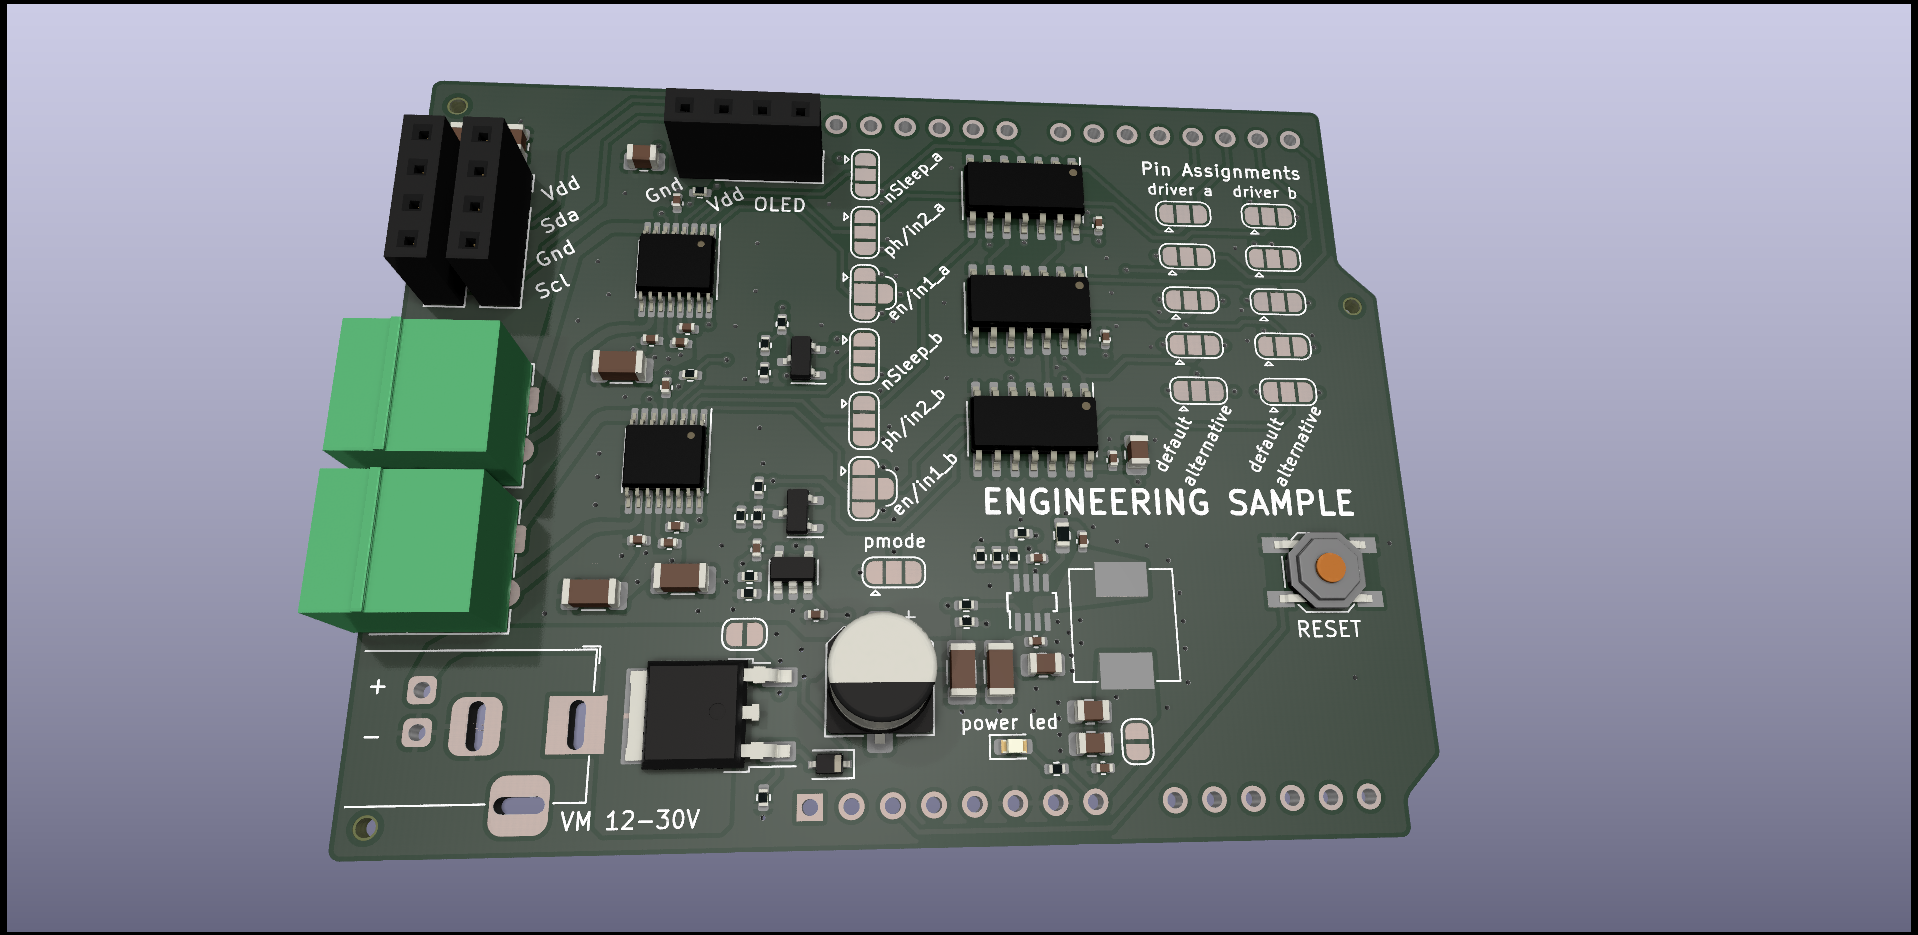 Vdd
Sda
Gnd
Scl
Gnd
Vdd
OLED
nSleep_a
ph/in2_a
en/in1_a
nSleep_b
ph/in2_b
en/in1_b
Pin Assignments
driver a driver b
default
alternative
default
alternative
ENGINEERING SAMPLE
pmode
+
RESET
power led
+
−
VM 12-30V